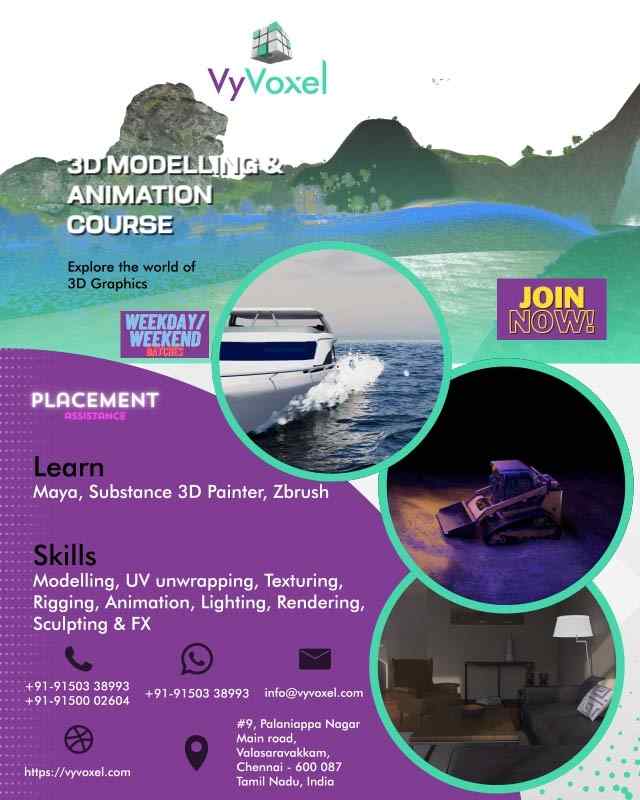 VyVoxel
3D MODELLING &
ANIMATION
COURSE
Explore the world of
3D Graphics
JOIN
NOW!
WEEKDAY/
WEEKEND
BATCHES
PLACEMENT
ASSISTANCE
Learn
Maya, Substance 3D Painter, Zbrush
Skills
Modelling, UV unwrapping, Texturing,
Rigging, Animation, Lighting, Rendering,
Sculpting & FX
+91-91503 38993
+91-91500 02604
+91-91503 38993
info@vyvoxel.com
https://vyvoxel.com
#9, Palaniappa Nagar
Main road,
Valasaravakkam,
Chennai - 600 087
Tamil Nadu, India